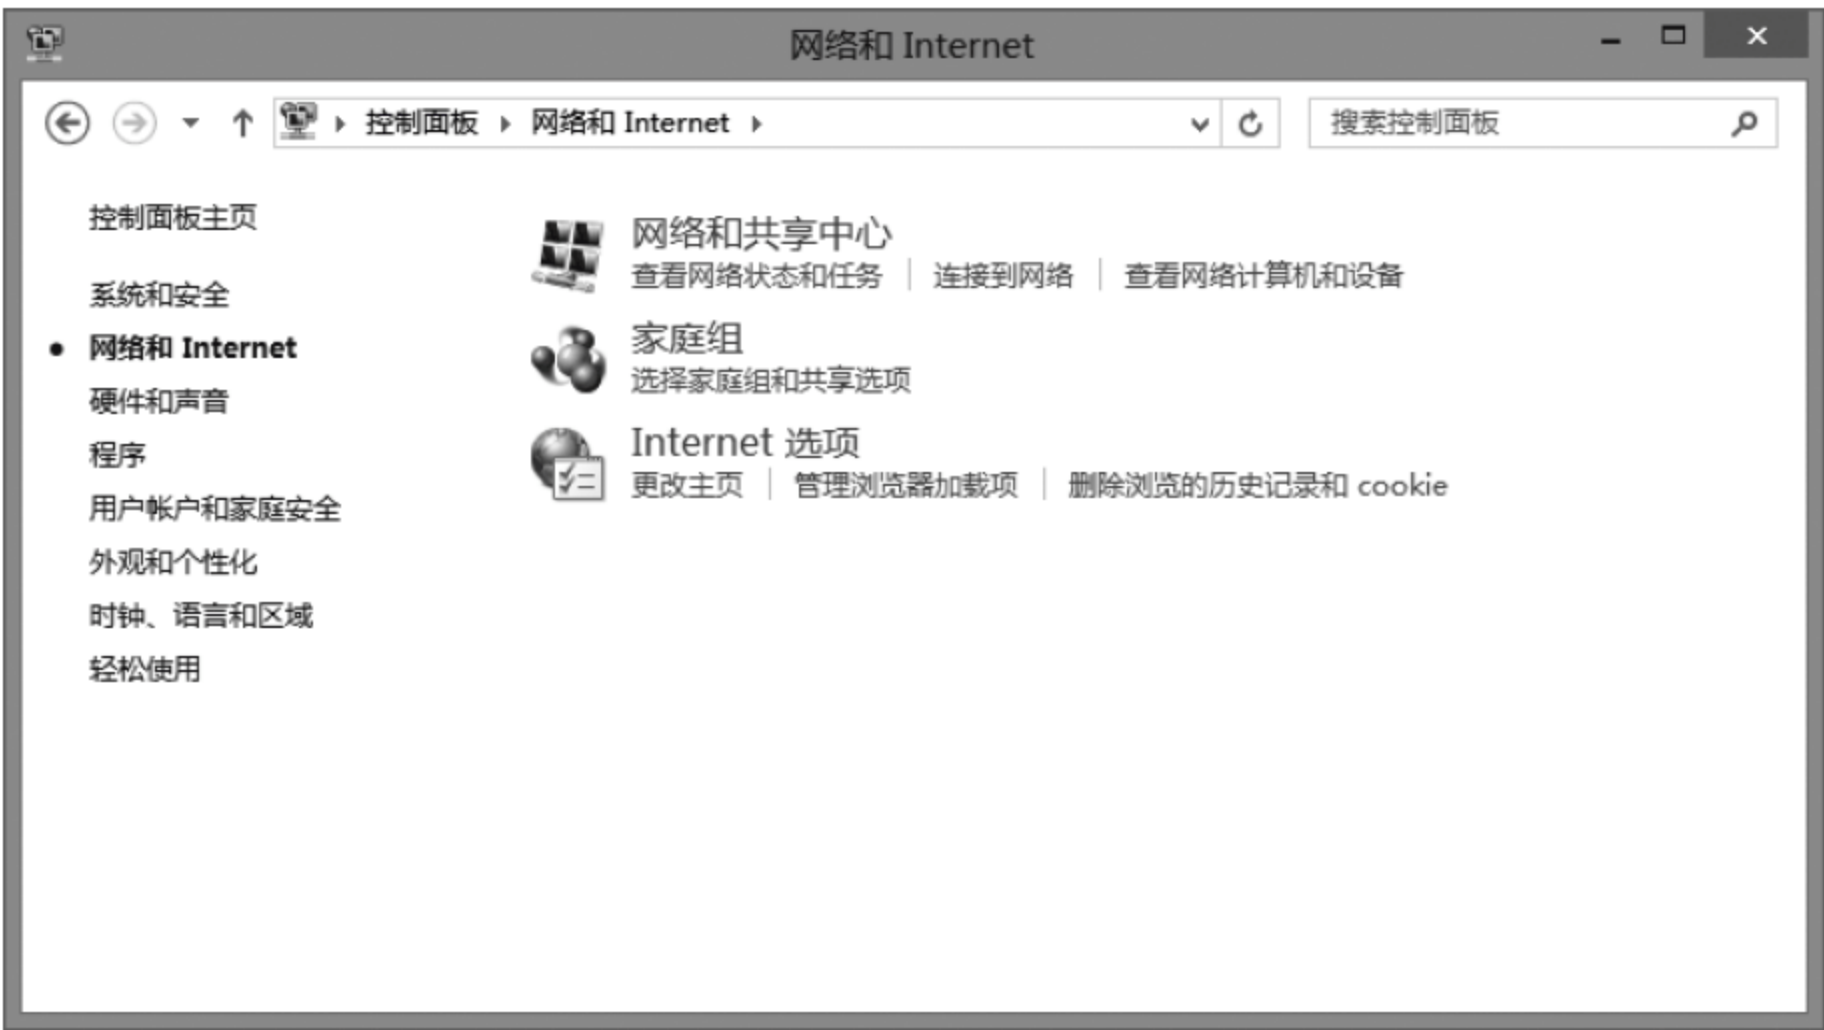 网络和 Internet
控制面板 网络和 Internet 搜索控制面板
控制面板主页
系统和安全
网络和 Internet
硬件和声音
程序
用户帐户和家庭安全
外观和个性化
时钟、语言和区域
轻松使用
网络和共享中心
查看网络状态和任务 连接到网络 查看网络计算机和设备
家庭组
选择家庭组和共享选项
Internet 选项
更改主页 管理浏览器加载项 删除浏览的历史记录和 cookie